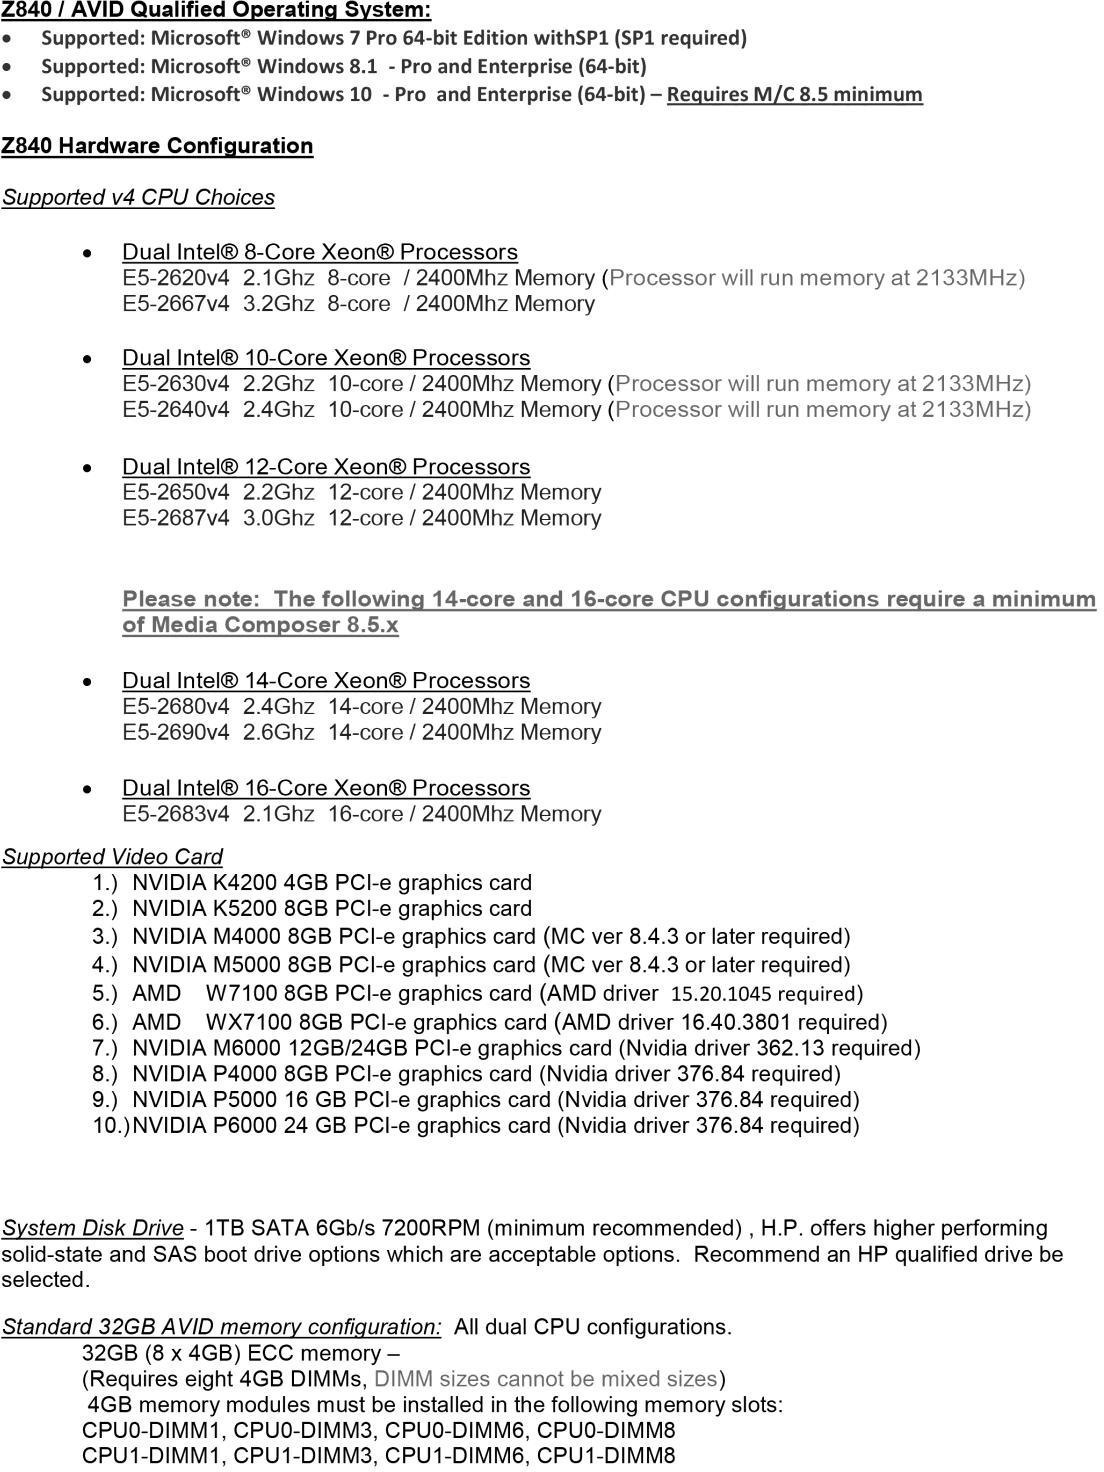 Z840 / AVID Qualified Operating System:
• Supported: Microsoft® Windows 7 Pro 64-bit Edition withSP1 (SP1 required)
• Supported: Microsoft® Windows 8.1 - Pro and Enterprise (64-bit)
• Supported: Microsoft® Windows 10 - Pro and Enterprise (64-bit) – Requires M/C 8.5 minimum
Z840 Hardware Configuration
Supported v4 CPU Choices
• Dual Intel® 8-Core Xeon® Processors
E5-2620v4 2.1Ghz 8-core / 2400Mhz Memory (Processor will run memory at 2133MHz)
E5-2667v4 3.2Ghz 8-core / 2400Mhz Memory
• Dual Intel® 10-Core Xeon® Processors
E5-2630v4 2.2Ghz 10-core / 2400Mhz Memory (Processor will run memory at 2133MHz)
E5-2640v4 2.4Ghz 10-core / 2400Mhz Memory (Processor will run memory at 2133MHz)
• Dual Intel® 12-Core Xeon® Processors
E5-2650v4 2.2Ghz 12-core / 2400Mhz Memory
E5-2687v4 3.0Ghz 12-core / 2400Mhz Memory
Please note: The following 14-core and 16-core CPU configurations require a minimum
of Media Composer 8.5.x
• Dual Intel® 14-Core Xeon® Processors
E5-2680v4 2.4Ghz 14-core / 2400Mhz Memory
E5-2690v4 2.6Ghz 14-core / 2400Mhz Memory
• Dual Intel® 16-Core Xeon® Processors
E5-2683v4 2.1Ghz 16-core / 2400Mhz Memory
Supported Video Card
1.) NVIDIA K4200 4GB PCI-e graphics card
2.) NVIDIA K5200 8GB PCI-e graphics card
3.) NVIDIA M4000 8GB PCI-e graphics card (MC ver 8.4.3 or later required)
4.) NVIDIA M5000 8GB PCI-e graphics card (MC ver 8.4.3 or later required)
5.) AMD W7100 8GB PCI-e graphics card (AMD driver 15.20.1045 required)
6.) AMD WX7100 8GB PCI-e graphics card (AMD driver 16.40.3801 required)
7.) NVIDIA M6000 12GB/24GB PCI-e graphics card (Nvidia driver 362.13 required)
8.) NVIDIA P4000 8GB PCI-e graphics card (Nvidia driver 376.84 required)
9.) NVIDIA P5000 16 GB PCI-e graphics card (Nvidia driver 376.84 required)
10.) NVIDIA P6000 24 GB PCI-e graphics card (Nvidia driver 376.84 required)
System Disk Drive - 1TB SATA 6Gb/s 7200RPM (minimum recommended) , H.P. offers higher performing
solid-state and SAS boot drive options which are acceptable options. Recommend an HP qualified drive be
selected.
Standard 32GB AVID memory configuration: All dual CPU configurations.
32GB (8 x 4GB) ECC memory –
(Requires eight 4GB DIMMs, DIMM sizes cannot be mixed sizes)
4GB memory modules must be installed in the following memory slots:
CPU0-DIMM1, CPU0-DIMM3, CPU0-DIMM6, CPU0-DIMM8
CPU1-DIMM1, CPU1-DIMM3, CPU1-DIMM6, CPU1-DIMM8